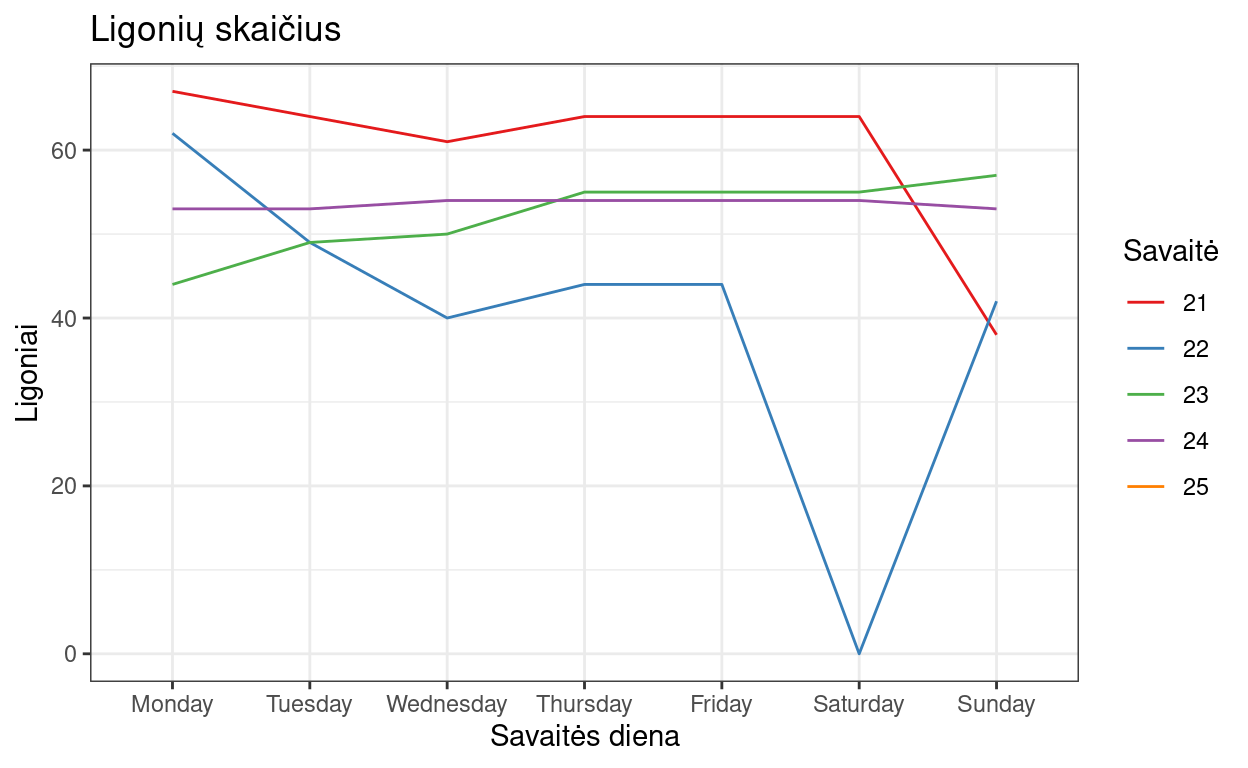 Ligonių skaičius
60
40
20
0
Ligoniai
Monday Tuesday Wednesday Thursday Friday Saturday Sunday
Savaitės diena
Savaitė
21
22
23
24
25